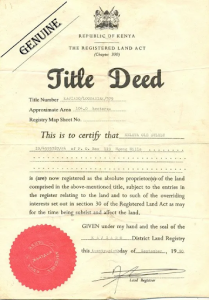 GENUINE
REPUBLIC OF KENYA
THE REGISTERED LAND ACT
(Chapter 300)
Title Deed
Title Number
Approximate Area
Registry Map Sheet No.
This is to certify that
is (are) now registered as the absolute proprietor(s) of the land
comprised in the above-mentioned title, subject to the entries in
the register relating to the land and to such of the overriding
interests set out in section 30 of the Registered Land Act as may
for the time being subsist and affect the land.
GIVEN under my hand and the seal of the
District Land Registry
this day of 19
Land Registrar